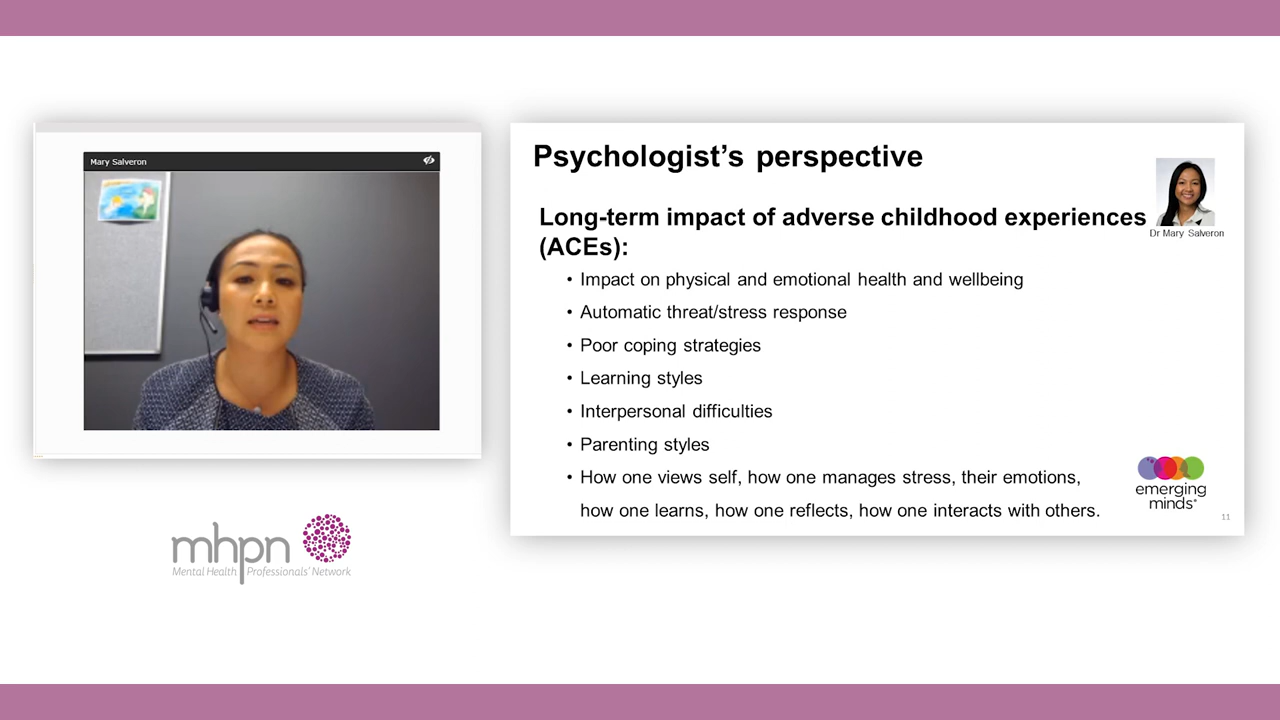 Mary Salveron
mhpn
Mental Health Professionals' Network
Psychologist's perspective
Dr Mary Salveron
Long-term impact of adverse childhood experiences
(ACEs):
• Impact on physical and emotional health and wellbeing
• Automatic threat/stress response
• Poor coping strategies
• Learning styles
• Interpersonal difficulties
• Parenting styles
• How one views self, how one manages stress, their emotions,
how one learns, how one reflects, how one interacts with others.
emerging
minds
11